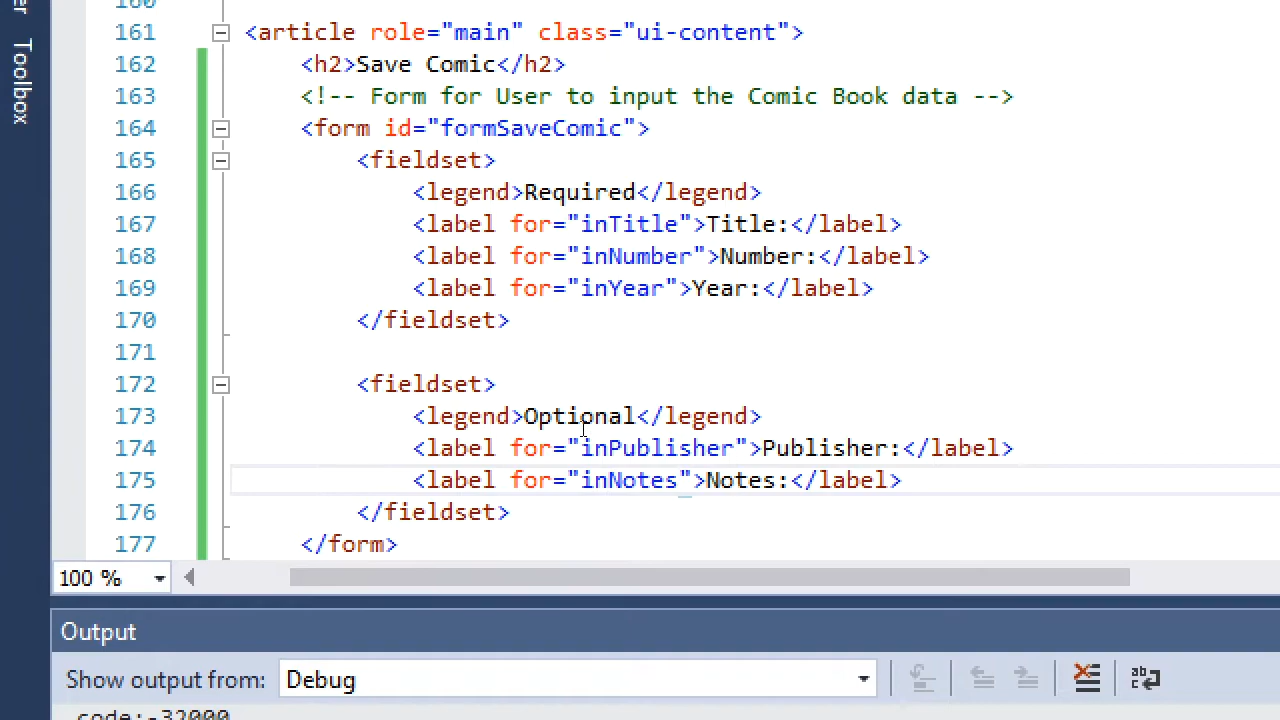 er
Toolbox
160
161 <article role="main" class="ui-content">
162 <h2>Save Comic</h2>
163 <!-- Form for User to input the Comic Book data -->
164 <form id="formSaveComic">
165 <fieldset>
166 <legend>Required</legend>
167 <label for="inTitle">Title:</label>
168 <label for="inNumber">Number:</label>
169 <label for="inYear">Year:</label>
170 </fieldset>
171
172 <fieldset>
173 <legend>Optional</legend>
174 <label for="inPublisher">Publisher:</label>
175 <label for="inNotes">Notes:</label>
176 </fieldset>
177 </form>
100 %
Output
Show output from: Debug
code:-32000